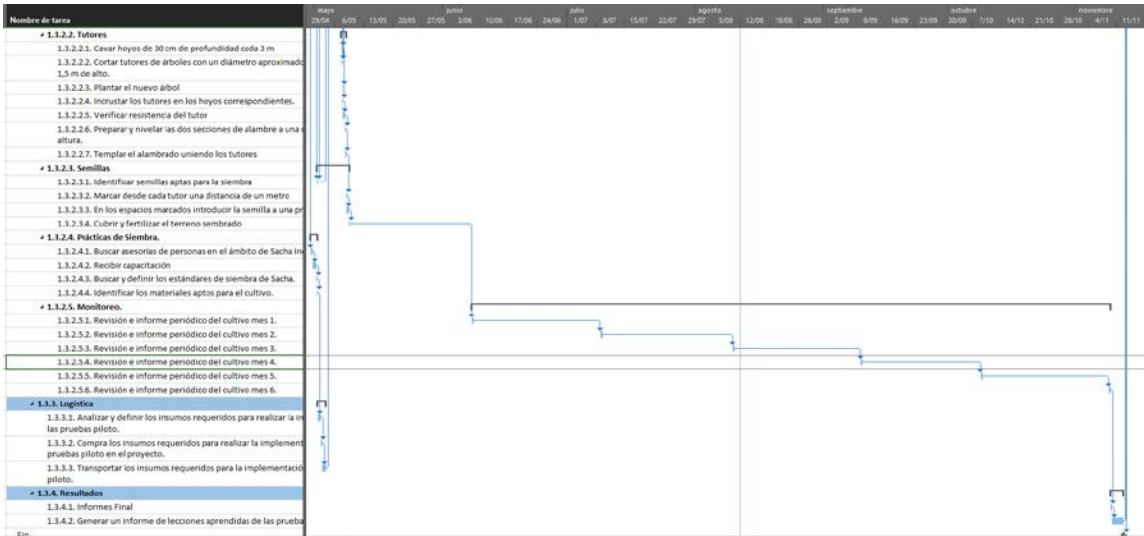 mayo junio julio agosto septiembre octubre noviembre
Nombre de tarea 29/04 6/05 13/05 20/05 27/05 3/06 10/06 17/06 24/06 1/07 8/07 15/07 22/07 29/07 5/08 12/08 19/08 26/08 2/09 9/09 16/09 23/09 30/09 7/10 14/10 21/10 28/10 4/11 11/11
1.3.2.2. Tutores
1.3.2.2.1. Cavar hoyos de 30 cm de profundidad cada 3 m
1.3.2.2.2. Cortar tutores de árboles con un diámetro aproximado
1,5 m de alto.
1.3.2.2.3. Plantar el nuevo árbol
1.3.2.2.4. Incrustar los tutores en los hoyos correspondientes.
1.3.2.2.5. Verificar resistencia del tutor
1.3.2.2.6. Preparar y nivelar las dos secciones de alambre a una
altura.
1.3.2.2.7. Templar el alambrado uniendo los tutores
1.3.2.3. Semillas
1.3.2.3.1. Identificar semillas aptas para la siembra
1.3.2.3.2. Marcar desde cada tutor una distancia de un metro
1.3.2.3.3. En los espacios marcados introducir la semilla a una pr
1.3.2.3.4. Cubrir y fertilizar el terreno sembrado
1.3.2.4. Prácticas de Siembra.
1.3.2.4.1. Buscar asesorías de personas en el ámbito de Sacha In
1.3.2.4.2. Recibir capacitación
1.3.2.4.3. Buscar y definir los estándares de siembra de Sacha.
1.3.2.4.4. Identificar los materiales aptos para el cultivo.
1.3.2.5. Monitoreo.
1.3.2.5.1. Revisión e informe periódico del cultivo mes 1.
1.3.2.5.2. Revisión e informe periódico del cultivo mes 2.
1.3.2.5.3. Revisión e informe periódico del cultivo mes 3.
1.3.2.5.4. Revisión e informe periódico del cultivo mes 4.
1.3.2.5.5. Revisión e informe periódico del cultivo mes 5.
1.3.2.5.6. Revisión e informe periódico del cultivo mes 6.
1.3.3. Logística
1.3.3.1. Analizar y definir los insumos requeridos para realizar la im
las pruebas piloto.
1.3.3.2. Compra los insumos requeridos para realizar la implement
pruebas piloto en el proyecto.
1.3.3.3. Transportar los insumos requeridos para la implementació
piloto.
1.3.4. Resultados
1.3.4.1. Informes Final
1.3.4.2. Generar un informe de lecciones aprendidas de las prueba
Fin